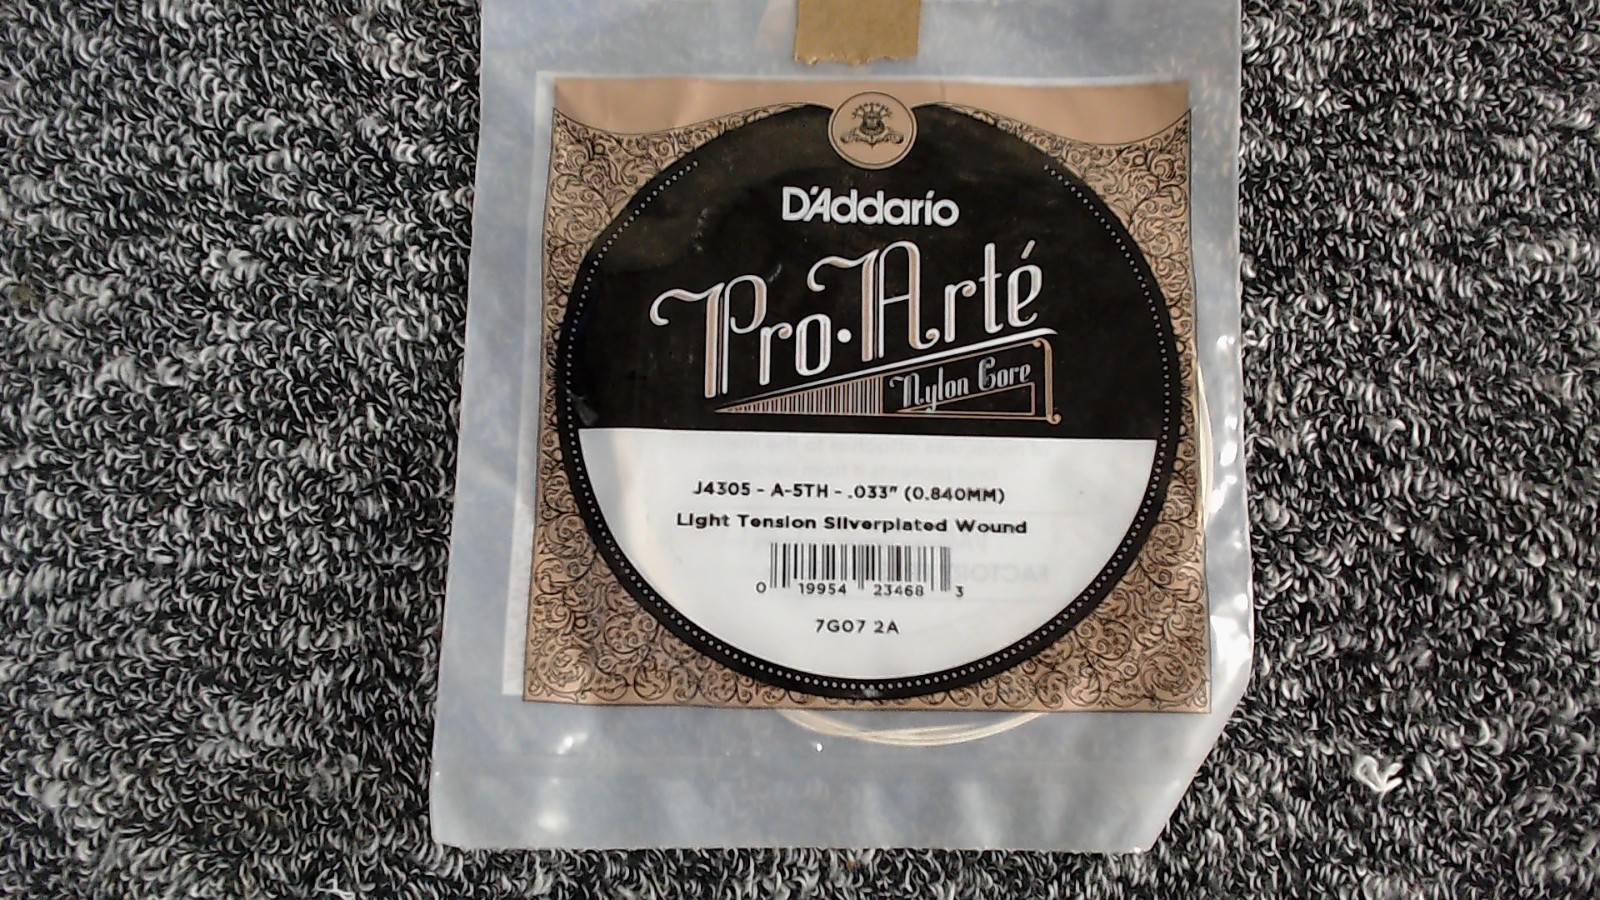 D'Addario
Pro·Arté
Nylon Core
J4305 - A-5TH - .033" (0.840MM)
Light Tension Silverplated Wound
0 19954 23468 3
7G07 2A